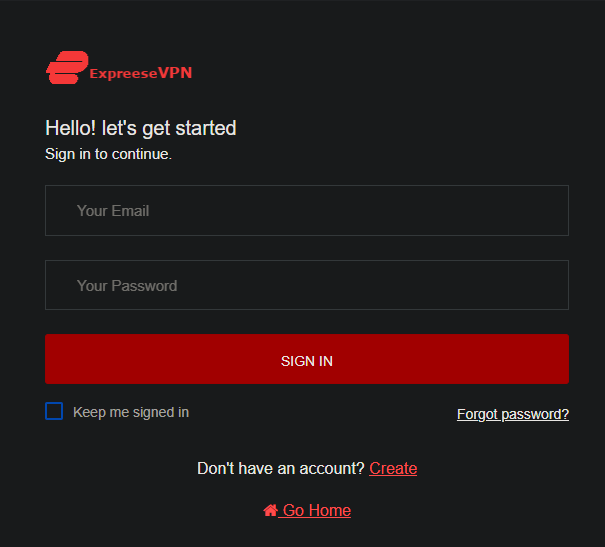 ExpreeseVPN
Hello! let's get started
Sign in to continue.
Your Email
Your Password
SIGN IN
Keep me signed in
Forgot password?
Don't have an account? Create
Go Home